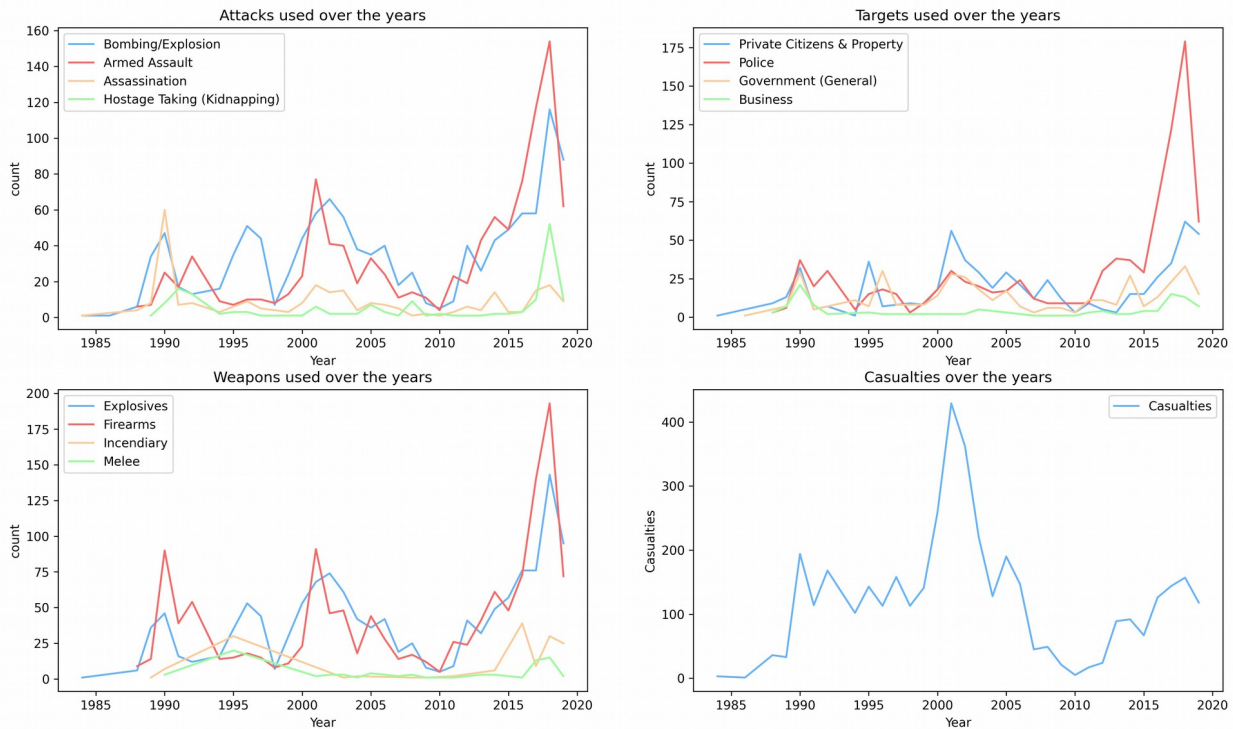 Attacks used over the years
160
140
120
100
80
60
40
20
0
count
Bombing/Explosion
Armed Assault
Assassination
Hostage Taking (Kidnapping)
1985 1990 1995 2000 2005 2010 2015 2020
Year
Targets used over the years
175
150
125
100
75
50
25
0
count
Private Citizens & Property
Police
Government (General)
Business
1985 1990 1995 2000 2005 2010 2015 2020
Year
Weapons used over the years
200
175
150
125
100
75
50
25
0
count
Explosives
Firearms
Incendiary
Melee
1985 1990 1995 2000 2005 2010 2015 2020
Year
Casualties over the years
400
300
200
100
0
Casualties
Casualties
1985 1990 1995 2000 2005 2010 2015 2020
Year